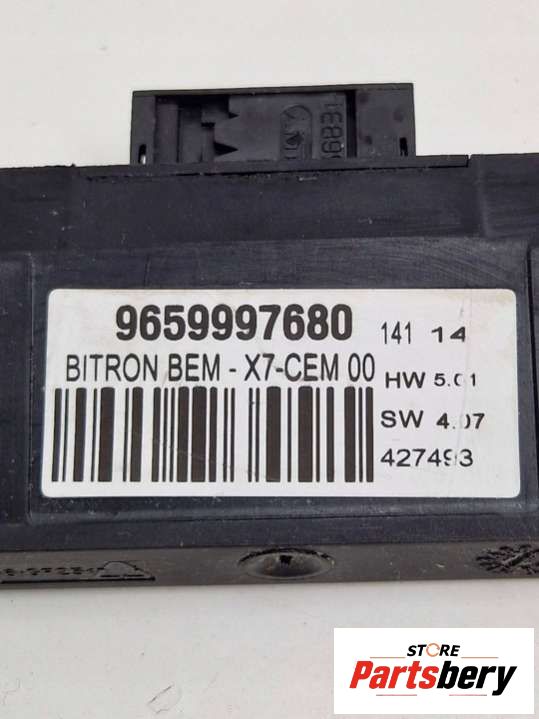 9659997680 141 14
BITRON BEM - X7-CEM 00 HW 5.01
SW 4.07
427493
STORE
Partsbery